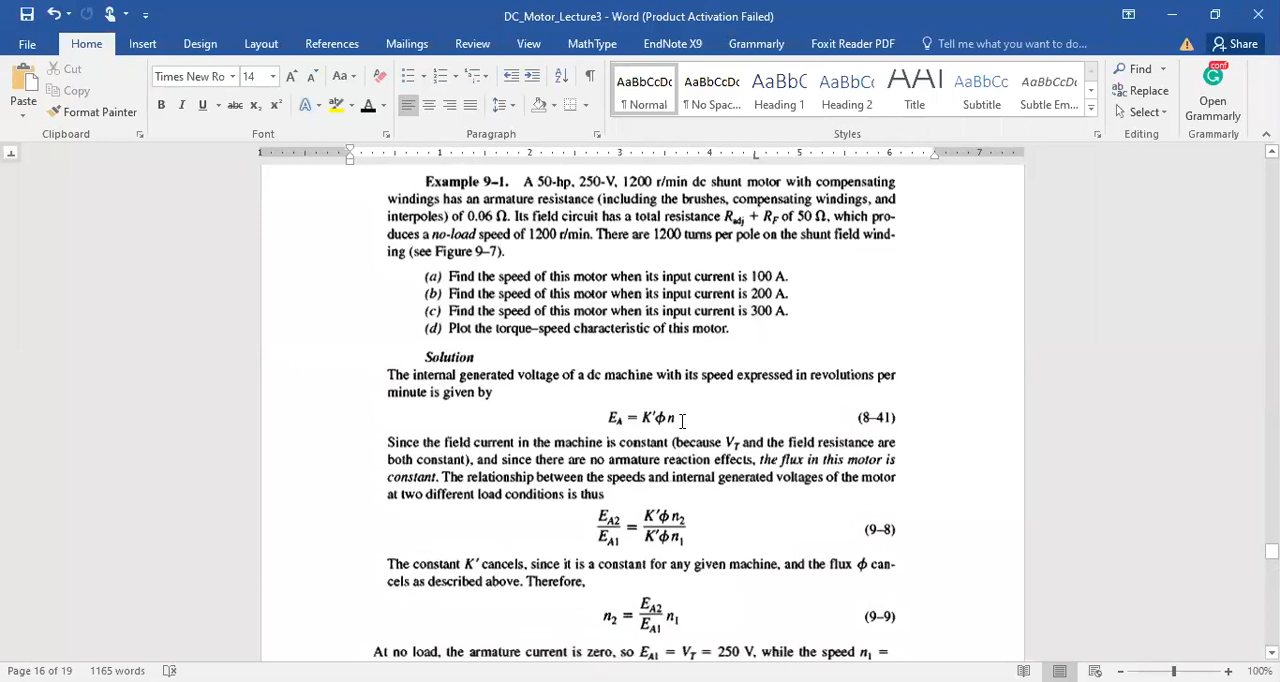 DC_Motor_Lecture3 - Word (Product Activation Failed)
File Home Insert Design Layout References Mailings Review View MathType EndNote X9 Grammarly Foxit Reader PDF Tell me what you want to do... Share
Paste
Cut
Copy
Format Painter
Clipboard
Times New Ro 14
Font
Paragraph
AaBbCcDc AaBbCcDc AaBbC AaBbCc AAI AaBbCc AaBbCcDc
¶ Normal ¶ No Spac... Heading 1 Heading 2 Title Subtitle Subtle Em...
Styles
Find
Replace
Select
Editing
Open
Grammarly
Grammarly
1 1 2 3 4 5 6 7
Example 9–1. A 50-hp, 250-V, 1200 r/min dc shunt motor with compensating
windings has an armature resistance (including the brushes, compensating windings, and
interpoles) of 0.06 Ω. Its field circuit has a total resistance R_adj + R_F of 50 Ω, which pro-
duces a no-load speed of 1200 r/min. There are 1200 turns per pole on the shunt field wind-
ing (see Figure 9–7).
(a) Find the speed of this motor when its input current is 100 A.
(b) Find the speed of this motor when its input current is 200 A.
(c) Find the speed of this motor when its input current is 300 A.
(d) Plot the torque–speed characteristic of this motor.
Solution
The internal generated voltage of a dc machine with its speed expressed in revolutions per
minute is given by
E_A = K'ϕn (8–41)
Since the field current in the machine is constant (because V_T and the field resistance are
both constant), and since there are no armature reaction effects, the flux in this motor is
constant. The relationship between the speeds and internal generated voltages of the motor
at two different load conditions is thus
E_A2 / E_A1 = K'ϕn_2 / K'ϕn_1 (9–8)
The constant K' cancels, since it is a constant for any given machine, and the flux ϕ can-
cels as described above. Therefore,
n_2 = E_A2 / E_A1 n_1 (9–9)
At no load, the armature current is zero, so E_A1 = V_T = 250 V, while the speed n_1 =
Page 16 of 19 1165 words 100%